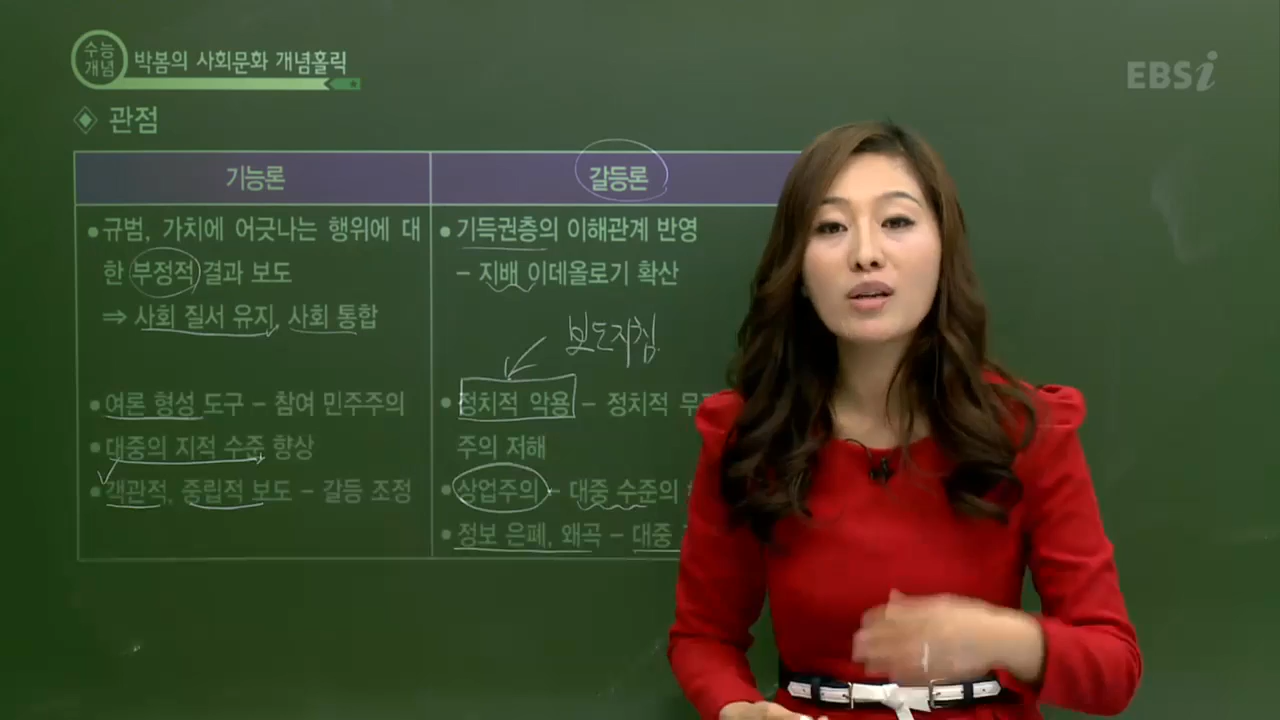 수능
개념
박봄의 사회문화 개념홀릭
EBSi
관점
기능론
갈등론
• 규범, 가치에 어긋나는 행위에 대
한 부정적 결과 보도
⇒ 사회 질서 유지, 사회 통합
• 여론 형성 도구 – 참여 민주주의
• 대중의 지적 수준 향상
• 객관적, 중립적 보도 – 갈등 조정
• 기득권층의 이해관계 반영
– 지배 이데올로기 확산
보도지침
• 정치적 악용 – 정치적
주의 저해
• 상업주의 – 대중 수준의
• 정보 은폐, 왜곡 – 대중